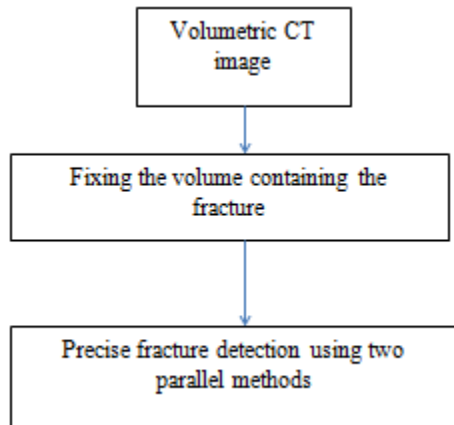 Volumetric CT
image
Fixing the volume containing the
fracture
Precise fracture detection using two
parallel methods